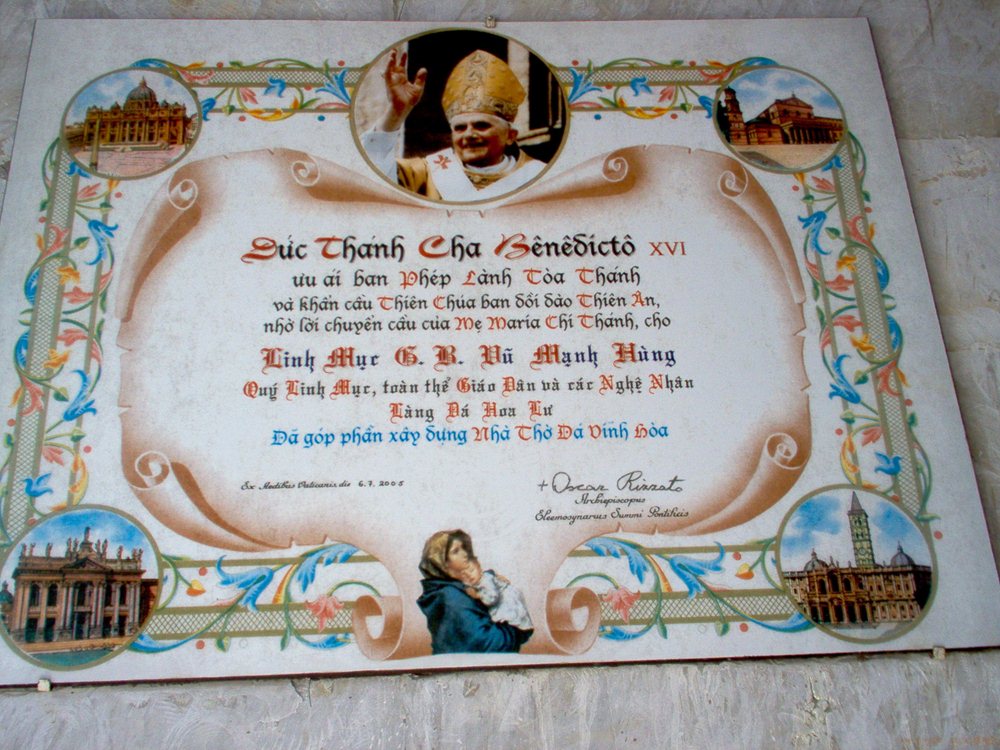 Đức Thánh Cha Bênêđictô XVI
ưu ái ban Phép Lành Tòa Thánh
và khẩn cầu Thiên Chúa ban dồi dào Thiên Ân,
nhờ lời chuyển cầu của Mẹ Maria Chí Thánh, cho
Linh Mục G. B. Vũ Mạnh Hùng
Quý Linh Mục, toàn thể Giáo Dân và các Nghệ Nhân
Làng Đá Hoa Lư
Đã góp phần xây dựng Nhà Thờ Đá Vinh Hòa
Ex Aedibus Vaticanis die 6.7.2005
+ Oscar Rizzato
Archiepiscopus
Eleemosynarius Summi Pontificis